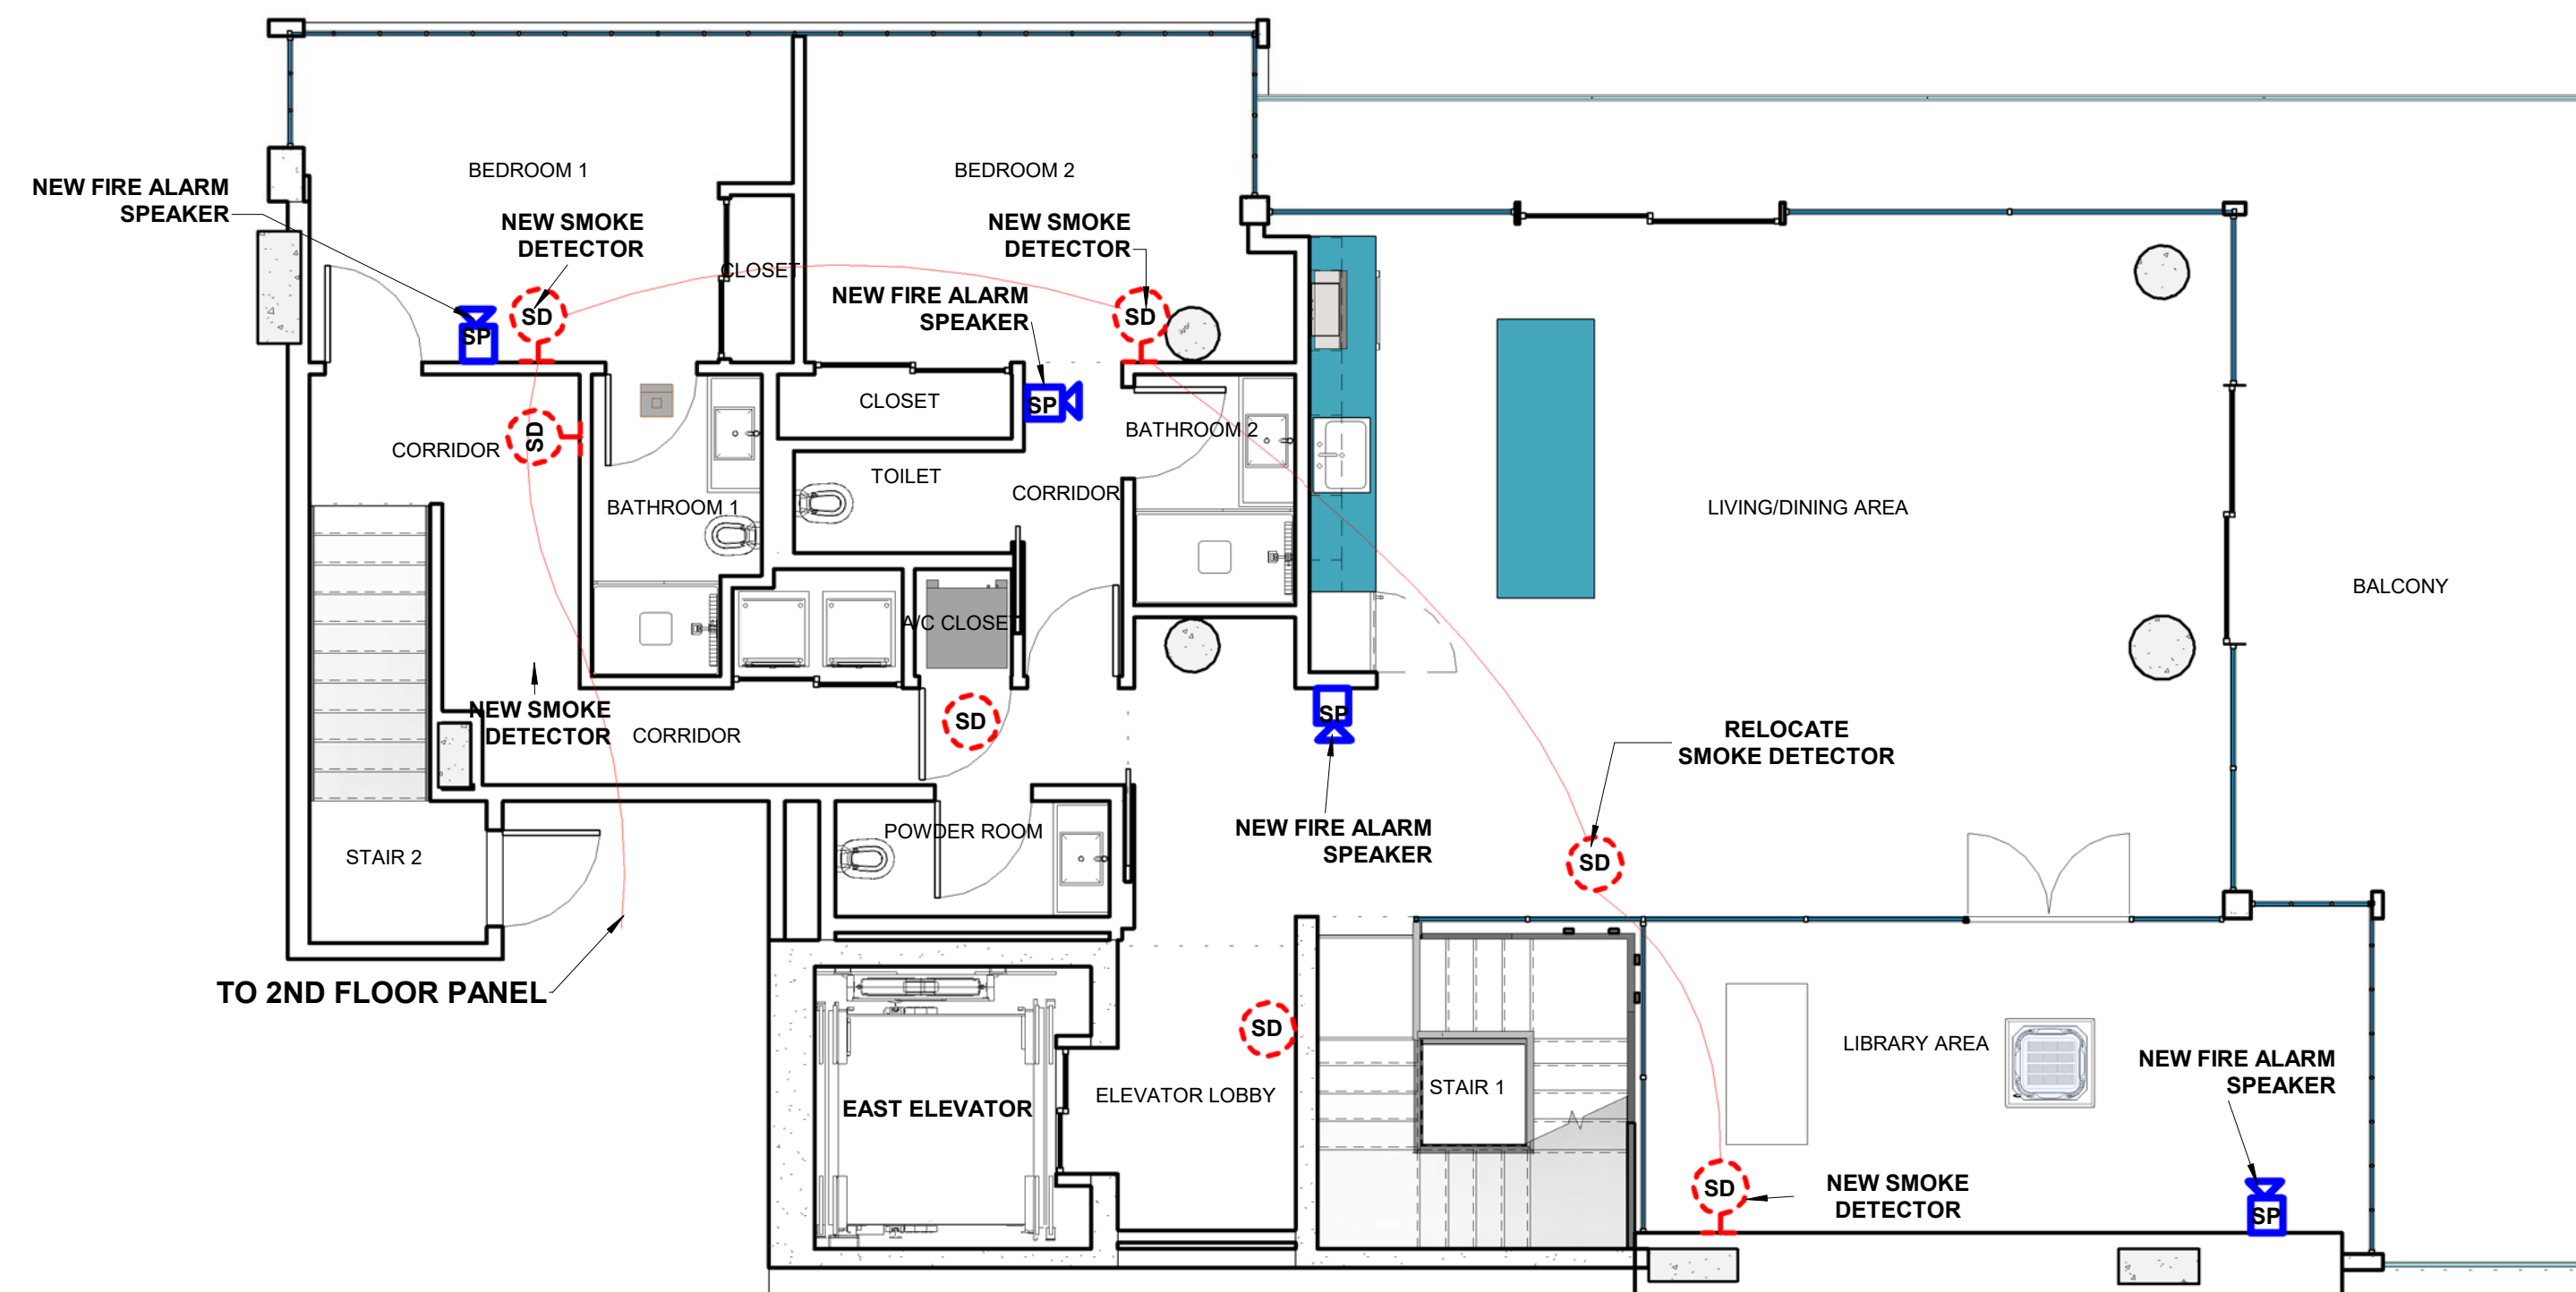 BEDROOM 1
BEDROOM 2
NEW FIRE ALARM
SPEAKER
NEW SMOKE
DETECTOR
NEW SMOKE
DETECTOR
CLOSET
NEW FIRE ALARM
SPEAKER
SP
SD
SD
SD
CLOSET
SP
CORRIDOR
BATHROOM 2
TOILET
CORRIDOR
BATHROOM 1
LIVING/DINING AREA
BALCONY
A/C CLOSET
NEW SMOKE
DETECTOR
CORRIDOR
SD
SP
RELOCATE
SMOKE DETECTOR
NEW FIRE ALARM
SPEAKER
POWDER ROOM
STAIR 2
SD
TO 2ND FLOOR PANEL
SD
LIBRARY AREA
NEW FIRE ALARM
SPEAKER
STAIR 1
EAST ELEVATOR
ELEVATOR LOBBY
SD
NEW SMOKE
DETECTOR
SP